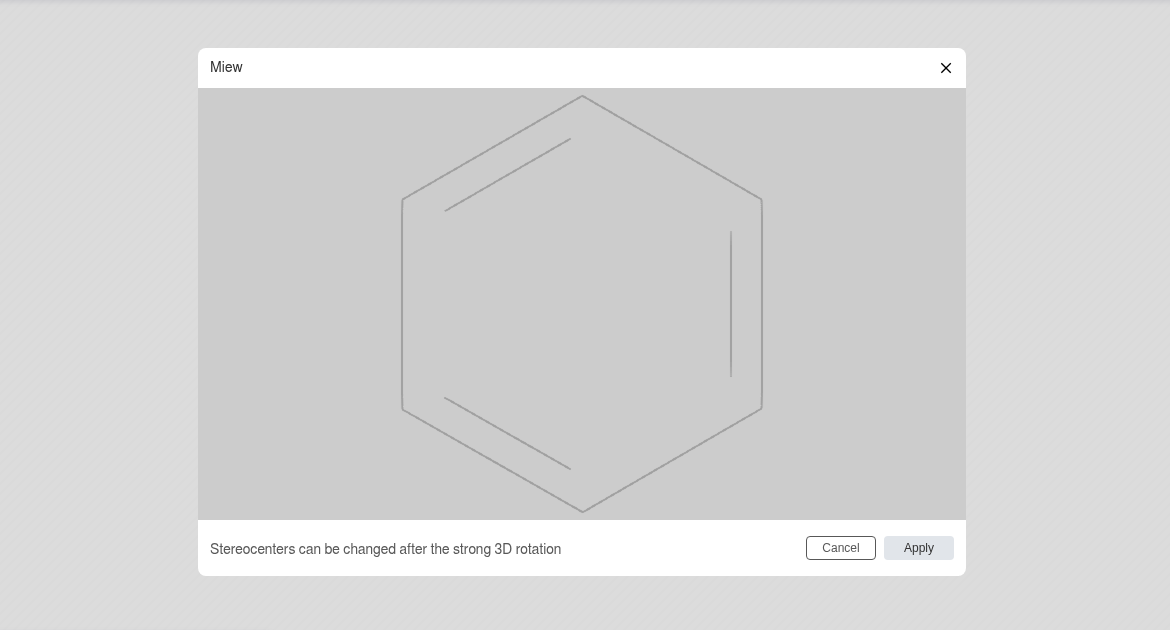 Miew
Stereocenters can be changed after the strong 3D rotation
Cancel
Apply